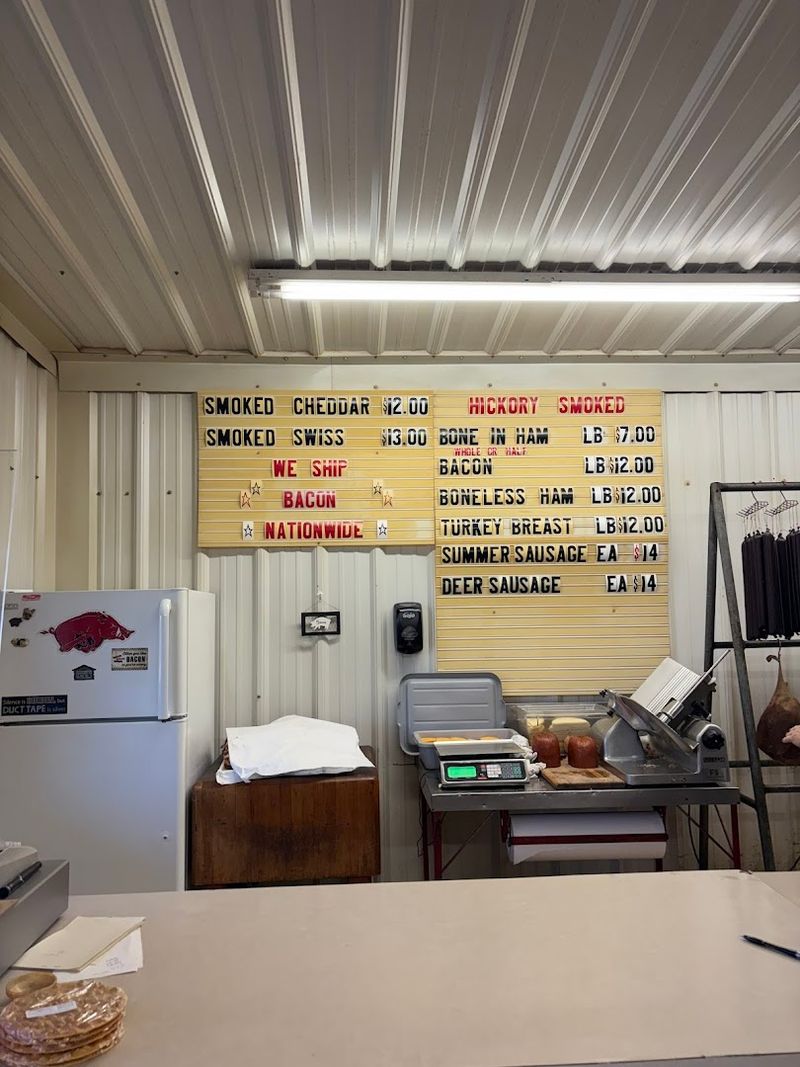 SMOKED CHEDDAR $12.00
SMOKED SWISS $13.00
WE SHIP
BACON
NATIONWIDE
HICKORY SMOKED
BONE IN HAM LB $7.00
WHOLE OR HALF
BACON LB $12.00
BONELESS HAM LB $12.00
TURKEY BREAST LB $12.00
SUMMER SAUSAGE EA $14
DEER SAUSAGE EA $14
BACON
DUCT TAPE is silver